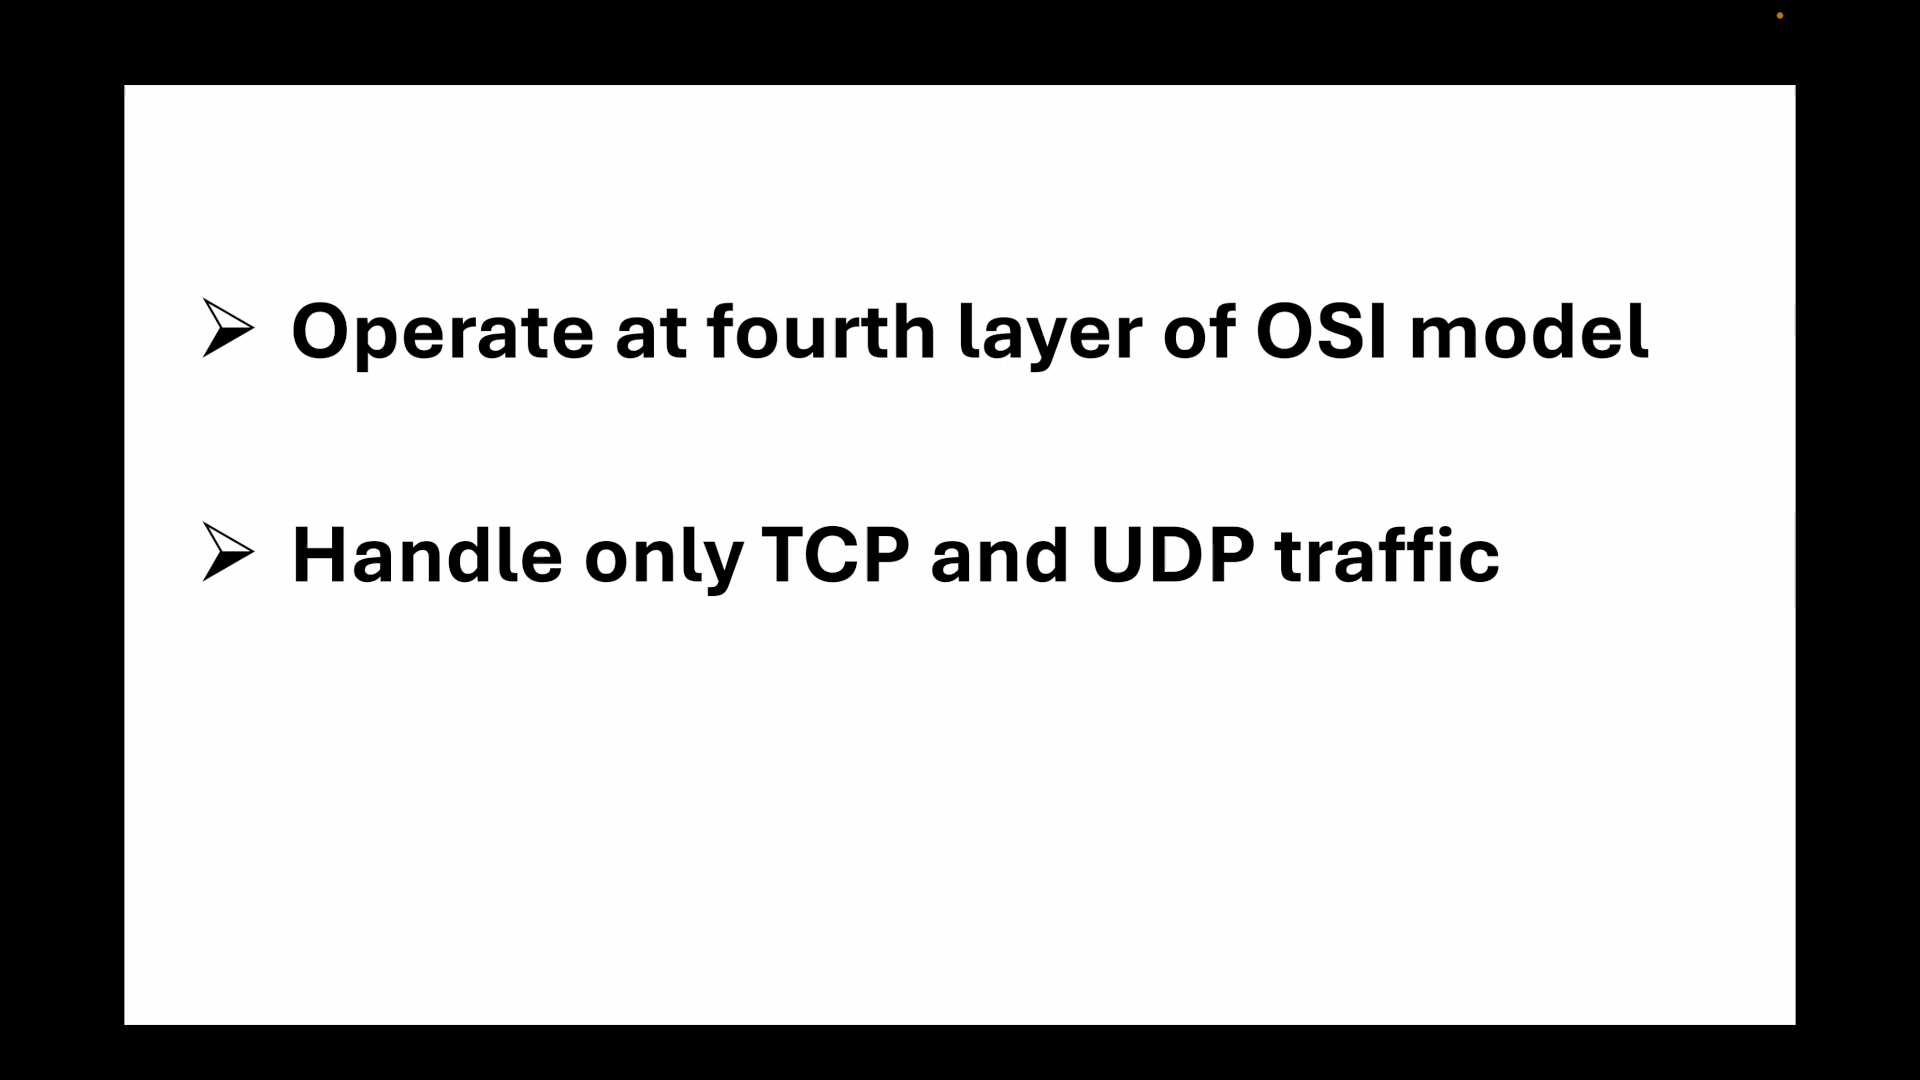 ➢ Operate at fourth layer of OSI model
➢ Handle only TCP and UDP traffic